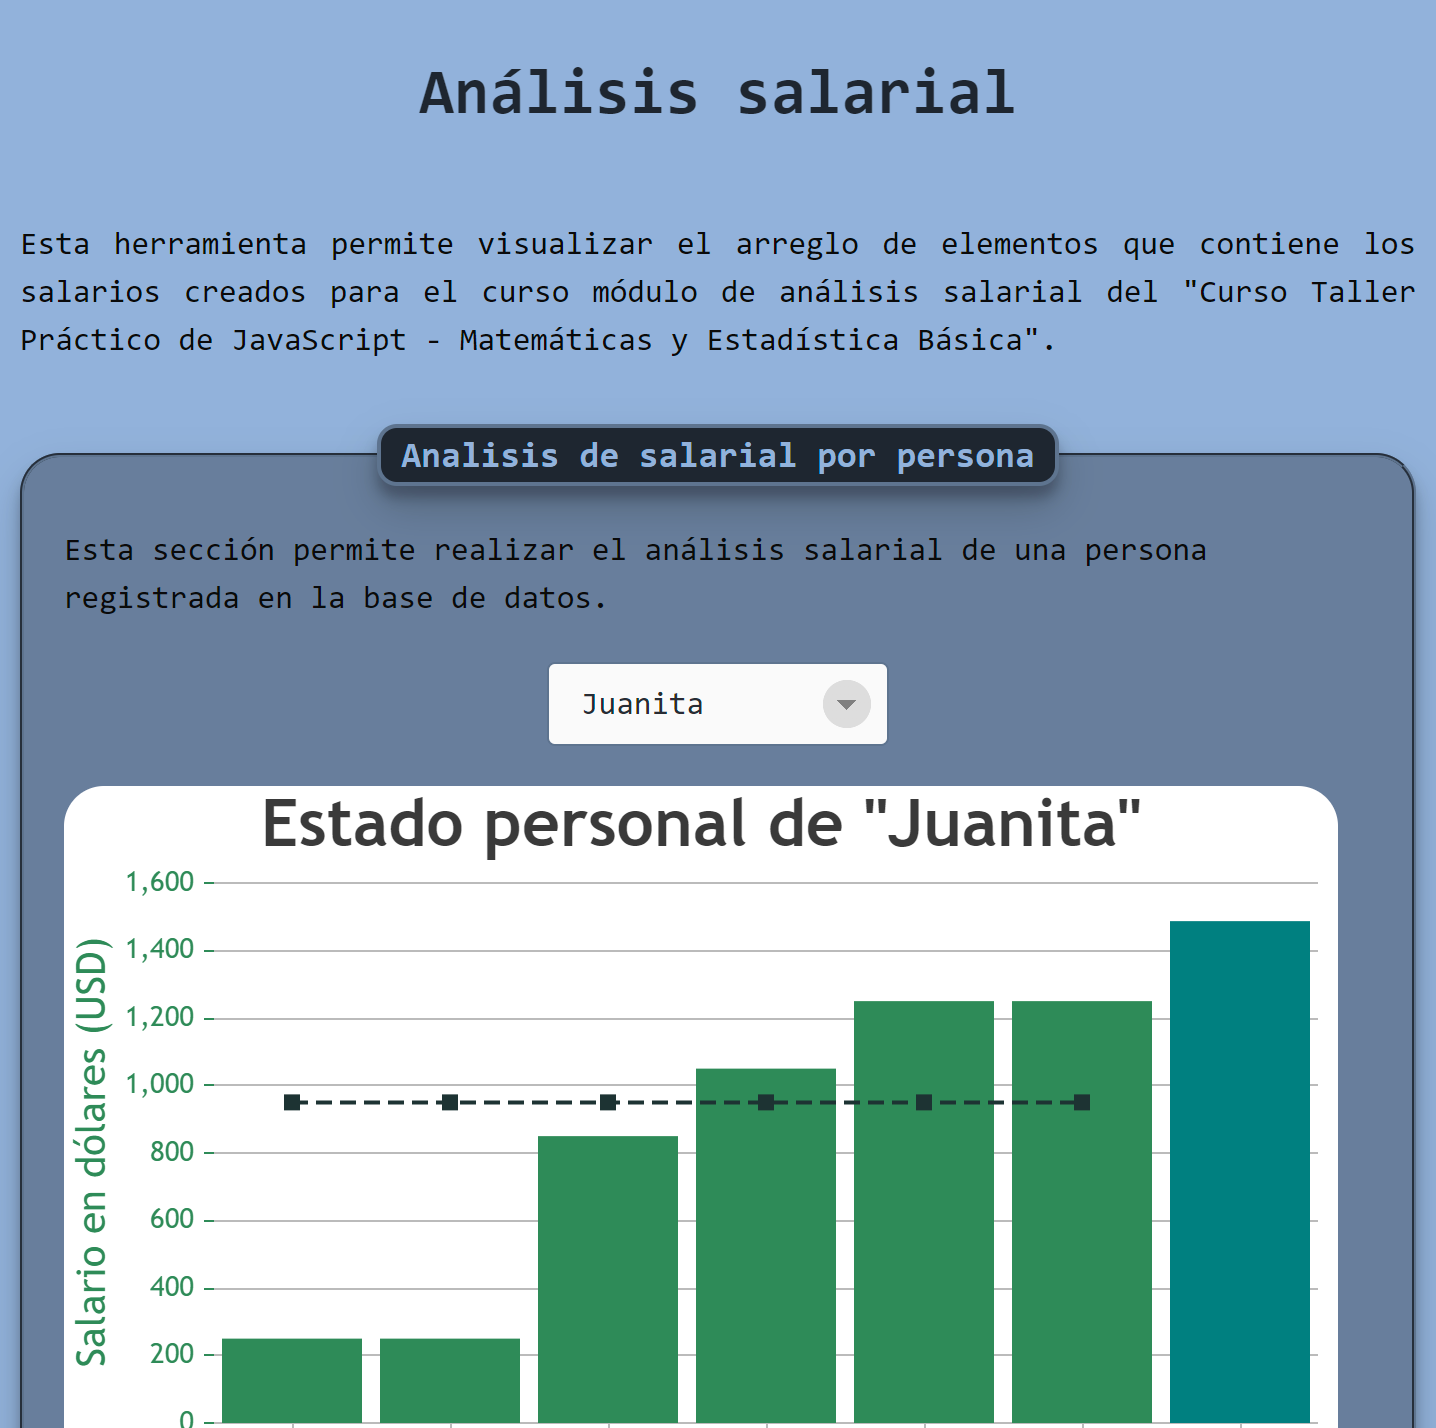 Análisis salarial
Esta herramienta permite visualizar el arreglo de elementos que contiene los
salarios creados para el curso módulo de análisis salarial del "Curso Taller
Práctico de JavaScript - Matemáticas y Estadística Básica".
Analisis de salarial por persona
Esta sección permite realizar el análisis salarial de una persona
registrada en la base de datos.
Juanita
Estado personal de "Juanita"
Salario en dólares (USD)
1,600
1,400
1,200
1,000
800
600
400
200
0